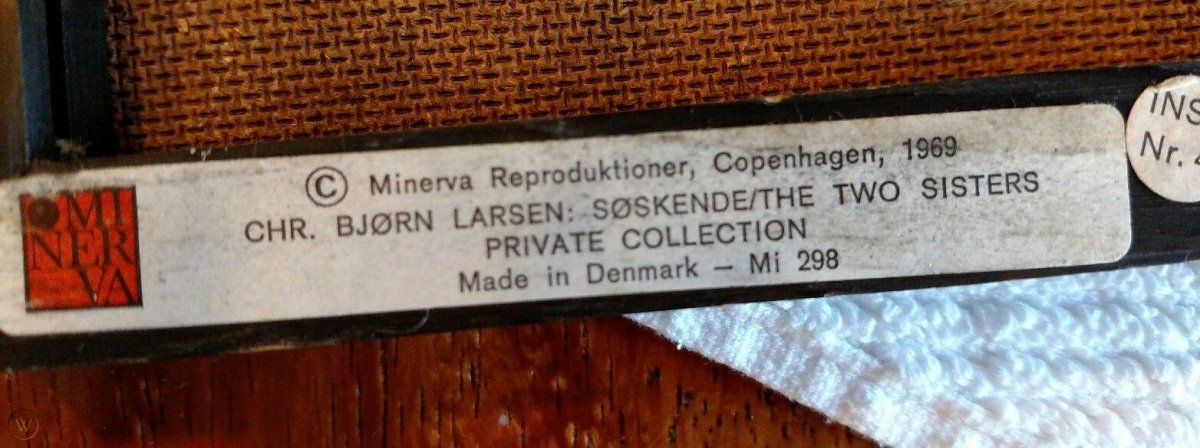 MI
NER
VA
© Minerva Reproduktioner, Copenhagen, 1969
CHR. BJØRN LARSEN: SØSKENDE/THE TWO SISTERS
PRIVATE COLLECTION
Made in Denmark — Mi 298
INS
Nr.
W